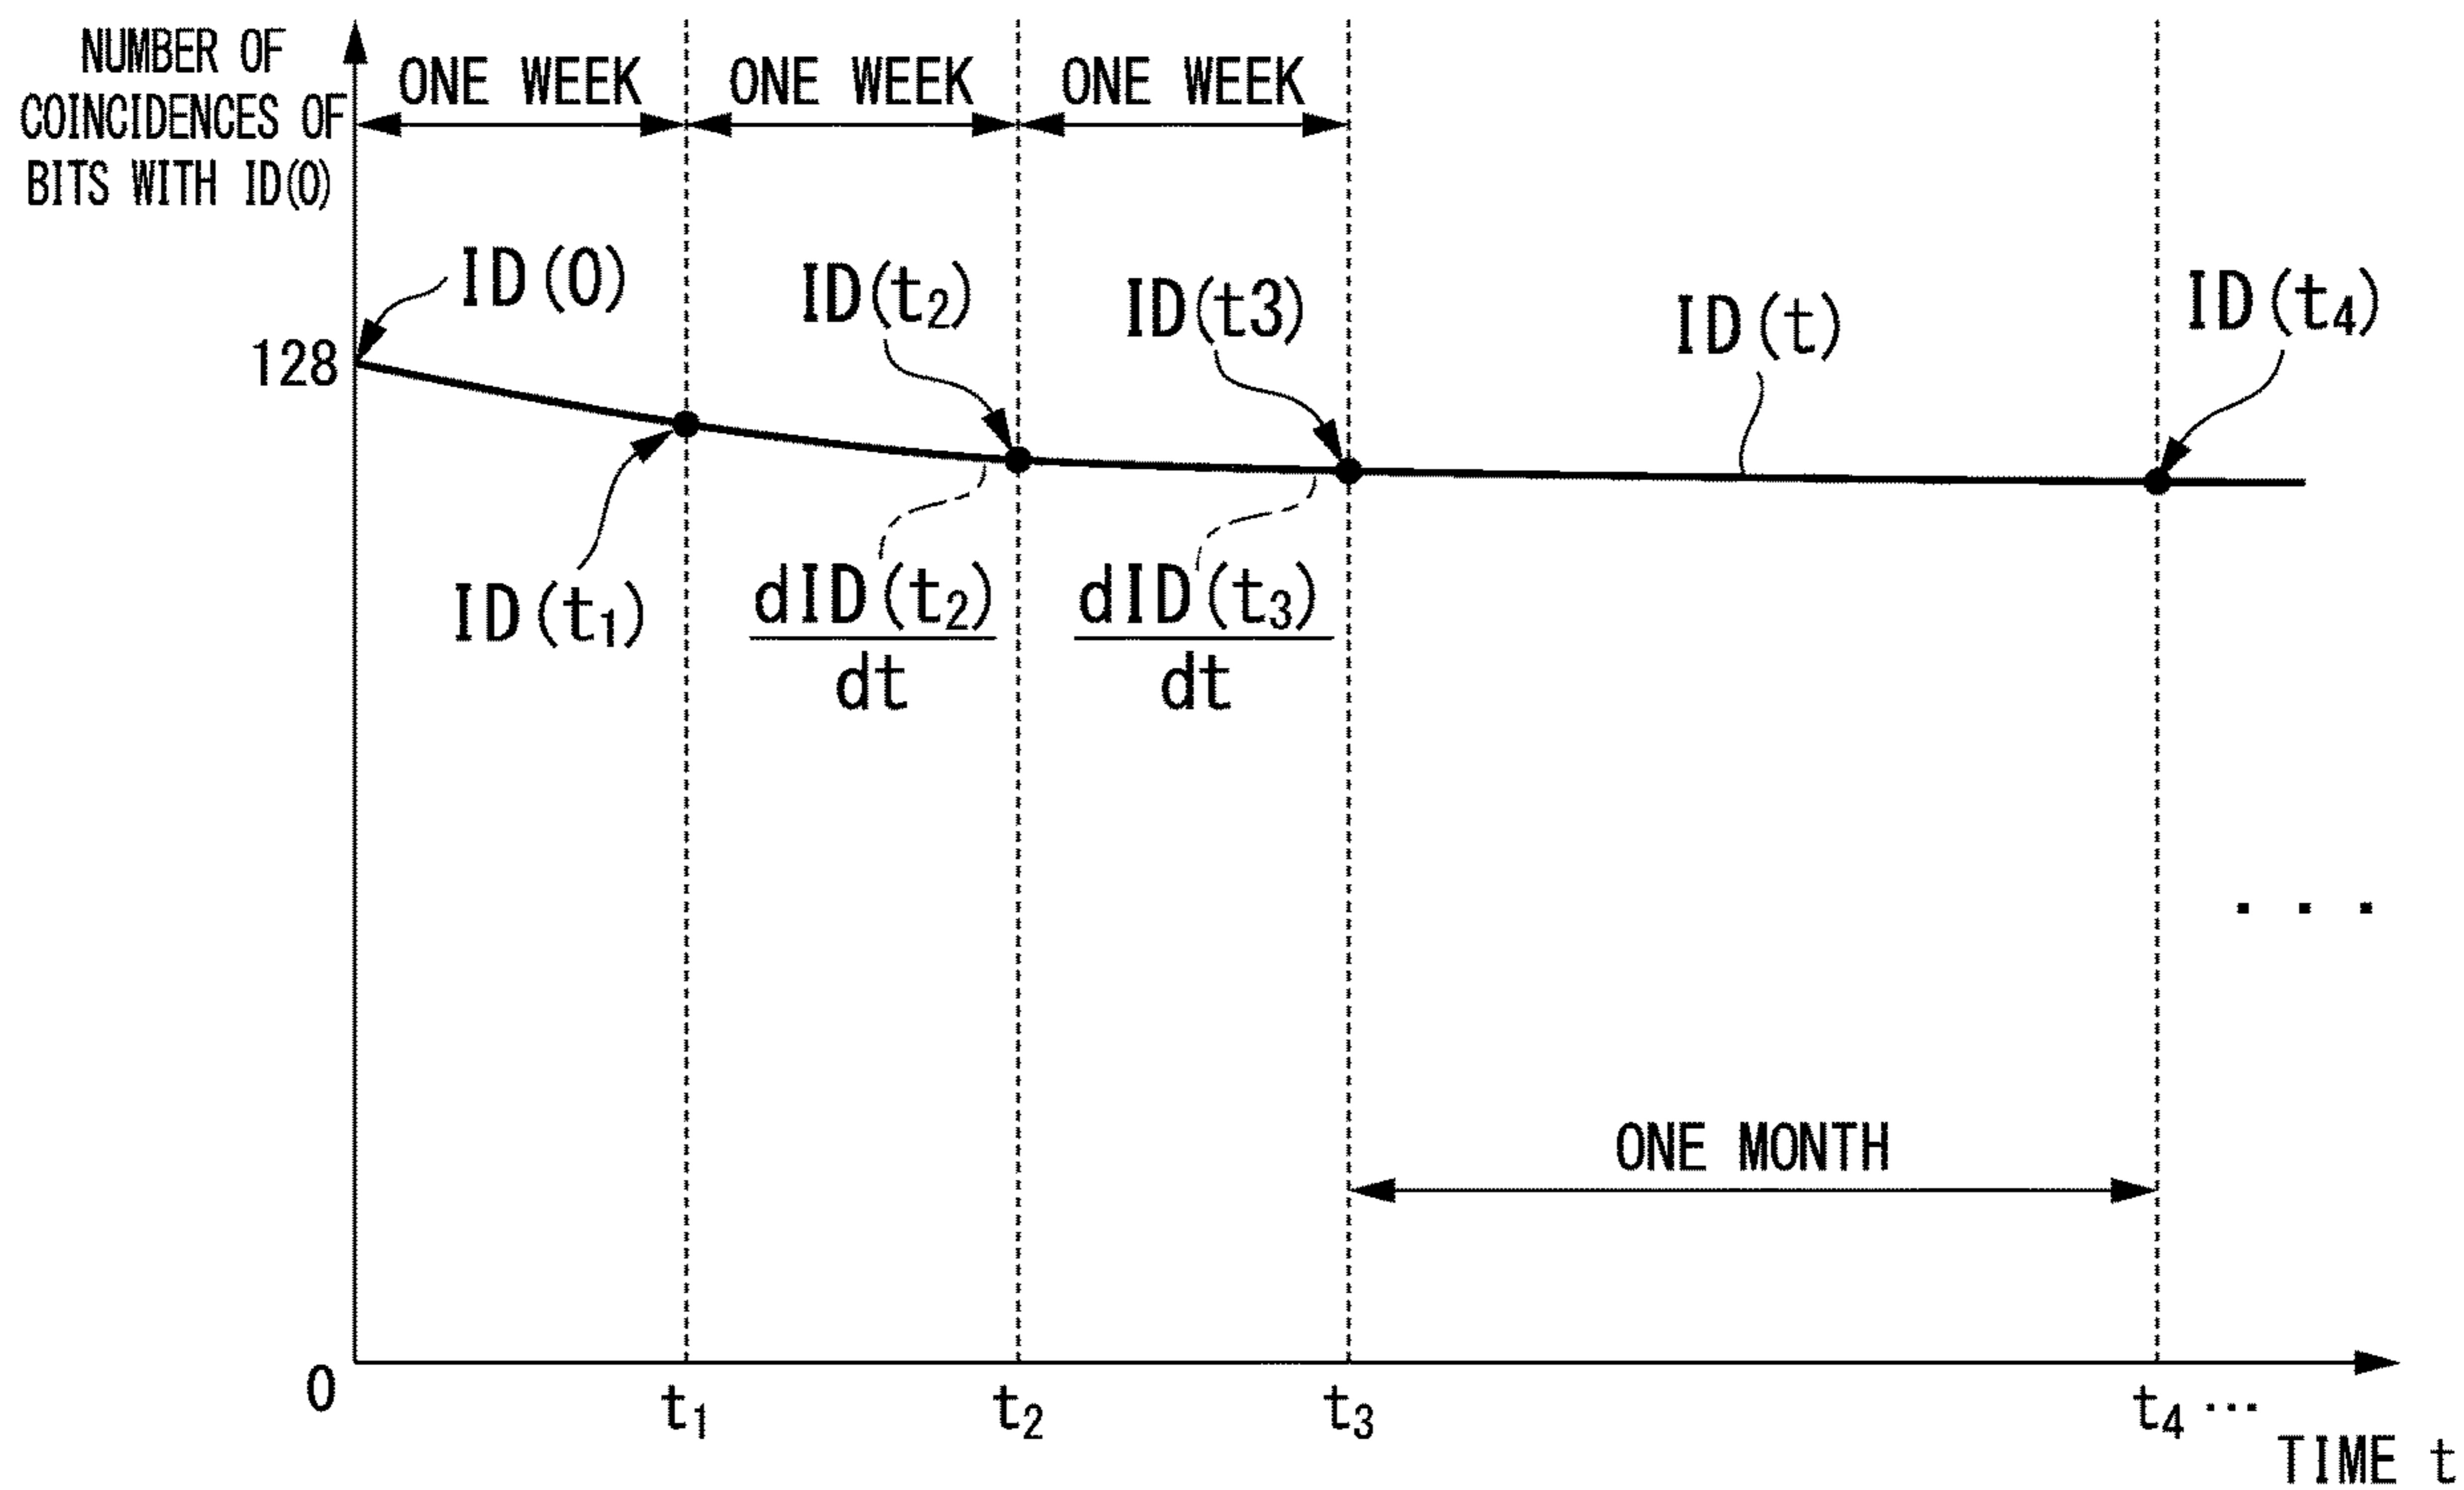 NUMBER OF
COINCIDENCES OF
BITS WITH ID(0)
ONE WEEK
ONE WEEK
ONE WEEK
ID(0)
ID(t₂)
ID(t3)
ID(t)
ID(t₄)
128
ID(t₁)
dID(t₂)
dt
dID(t₃)
dt
. . .
ONE MONTH
0
t₁
t₂
t₃
t₄ ...
TIME t